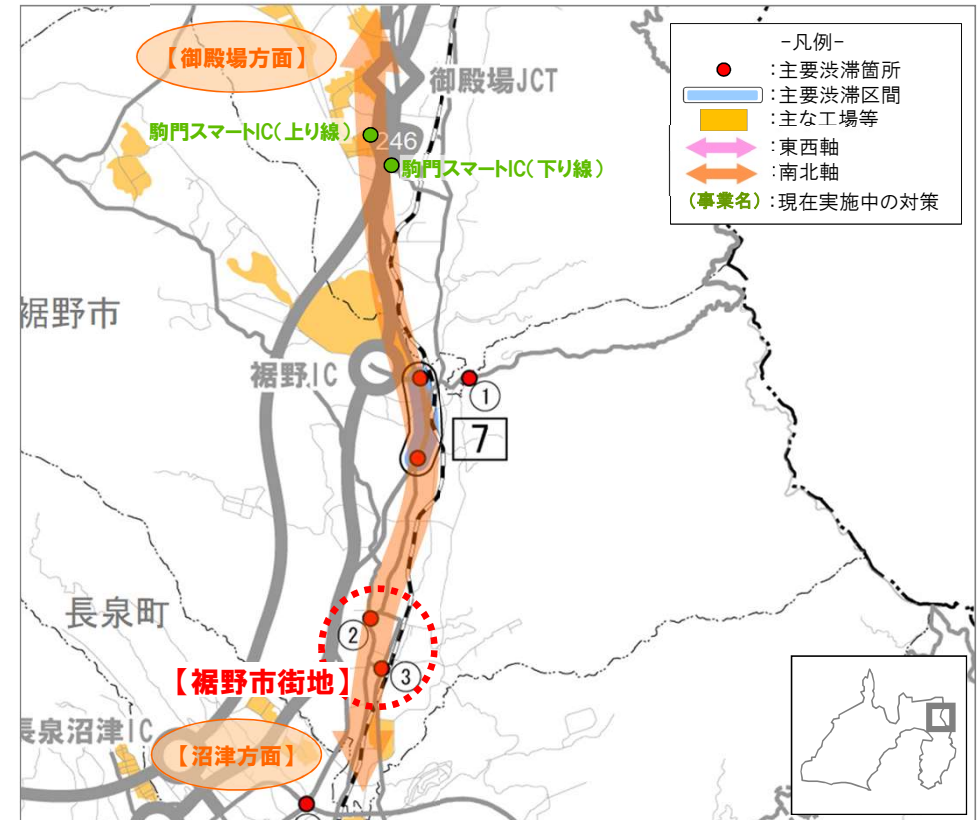 【御殿場方面】
御殿場JCT
-凡例-
：主要渋滞箇所
：主要渋滞区間
：主な工場等
：東西軸
：南北軸
(事業名)：現在実施中の対策
駒門スマートIC(上り線)
246
駒門スマートIC(下り線)
裾野市
裾野IC
①
7
長泉町
②
③
【裾野市街地】
長泉沼津IC
【沼津方面】